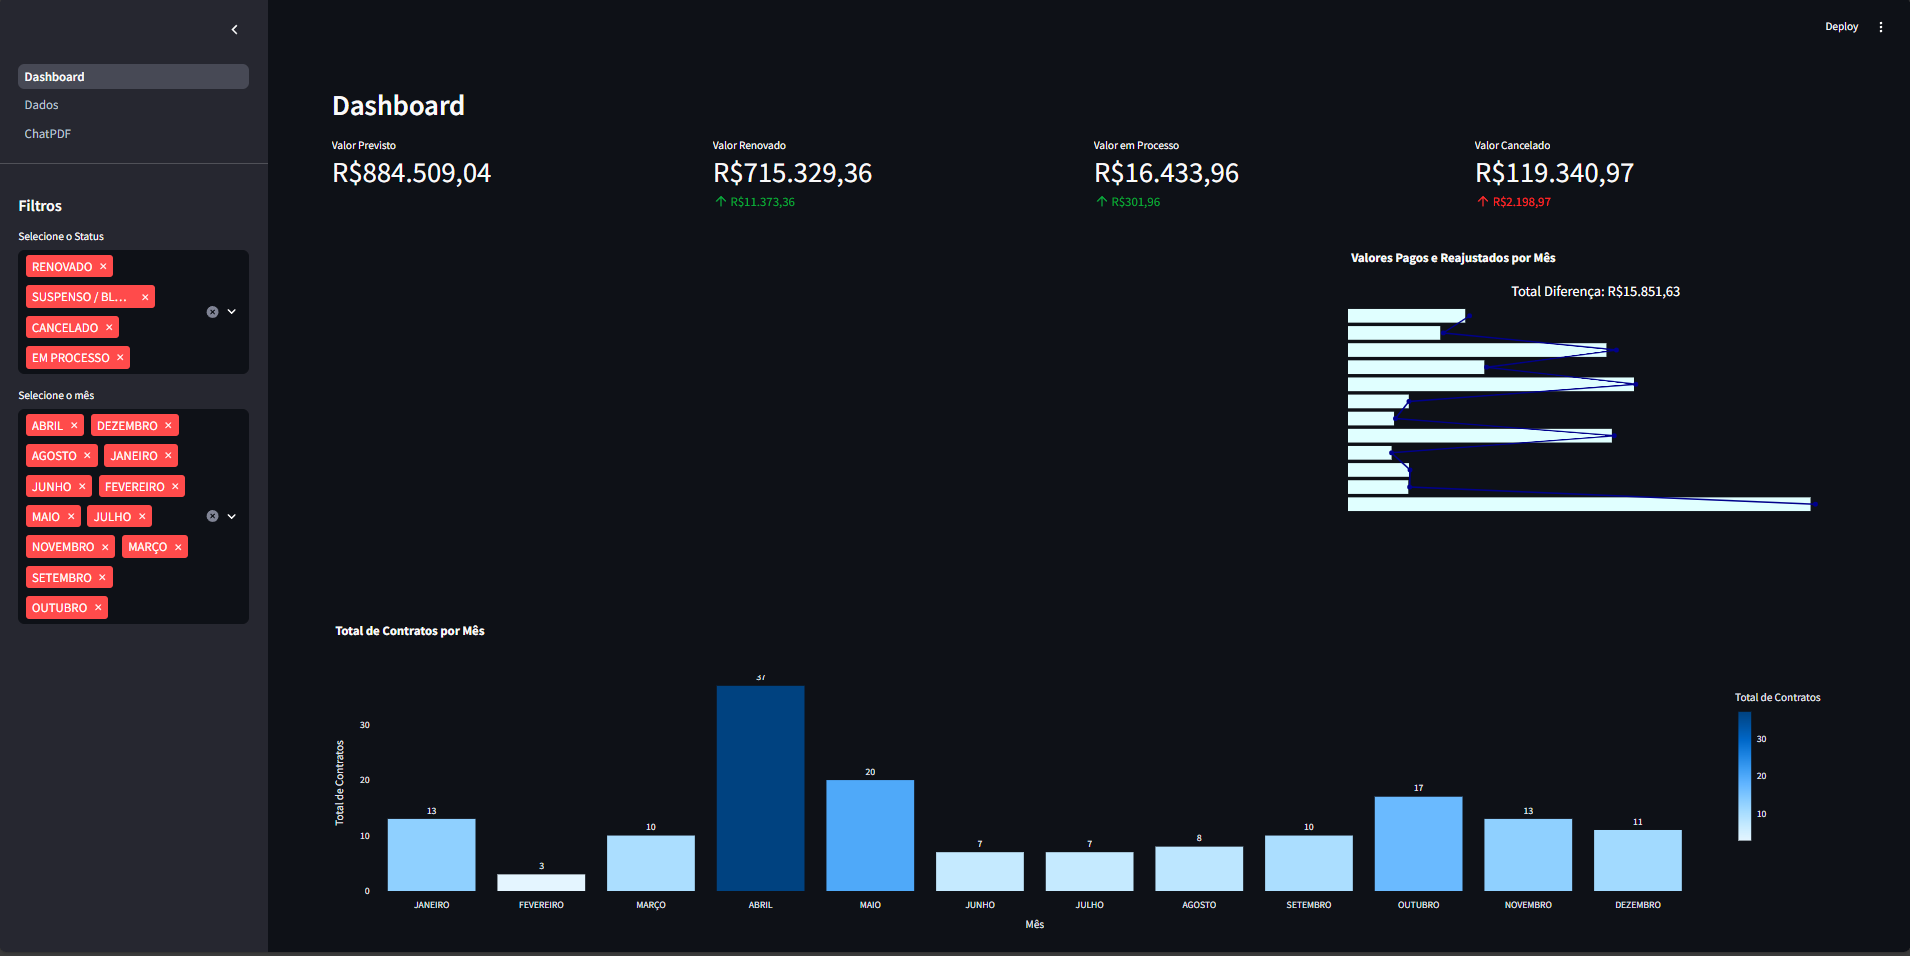 Deploy
Dashboard
Dados
ChatPDF
Filtros
Selecione o Status
RENOVADO ×
SUSPENSO / BL... ×
CANCELADO ×
EM PROCESSO ×
Selecione o mês
ABRIL × DEZEMBRO ×
AGOSTO × JANEIRO ×
JUNHO × FEVEREIRO ×
MAIO × JULHO ×
NOVEMBRO × MARÇO ×
SETEMBRO ×
OUTUBRO ×
Dashboard
Valor Previsto
R$884.509,04
Valor Renovado
R$715.329,36
↑ R$11.373,36
Valor em Processo
R$16.433,96
↑ R$301,96
Valor Cancelado
R$119.340,97
↑ R$2.198,97
Valores Pagos e Reajustados por Mês
Total Diferença: R$15.851,63
Total de Contratos por Mês
Total de Contratos
30
20
10
0
13
3
10
37
20
7
7
8
10
17
13
11
JANEIRO FEVEREIRO MARÇO ABRIL MAIO JUNHO JULHO AGOSTO SETEMBRO OUTUBRO NOVEMBRO DEZEMBRO
Mês
Total de Contratos
30
20
10